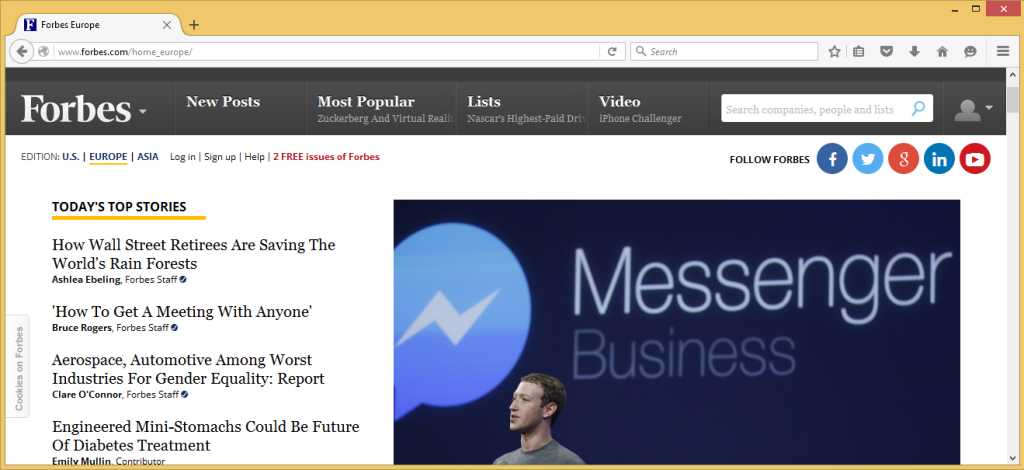 Forbes Europe
www.forbes.com/home_europe/
Search
Forbes
New Posts
Most Popular
Zuckerberg And Virtual Reali
Lists
Nascar's Highest-Paid Dri
Video
iPhone Challenger
Search companies, people and lists
EDITION: U.S. | EUROPE | ASIA Log in | Sign up | Help | 2 FREE issues of Forbes
FOLLOW FORBES
TODAY'S TOP STORIES
How Wall Street Retirees Are Saving The
World's Rain Forests
Ashlea Ebeling, Forbes Staff
'How To Get A Meeting With Anyone'
Bruce Rogers, Forbes Staff
Aerospace, Automotive Among Worst
Industries For Gender Equality: Report
Clare O'Connor, Forbes Staff
Engineered Mini-Stomachs Could Be Future
Of Diabetes Treatment
Emily Mullin, Contributor
Cookies on Forbes
Messenger
Business